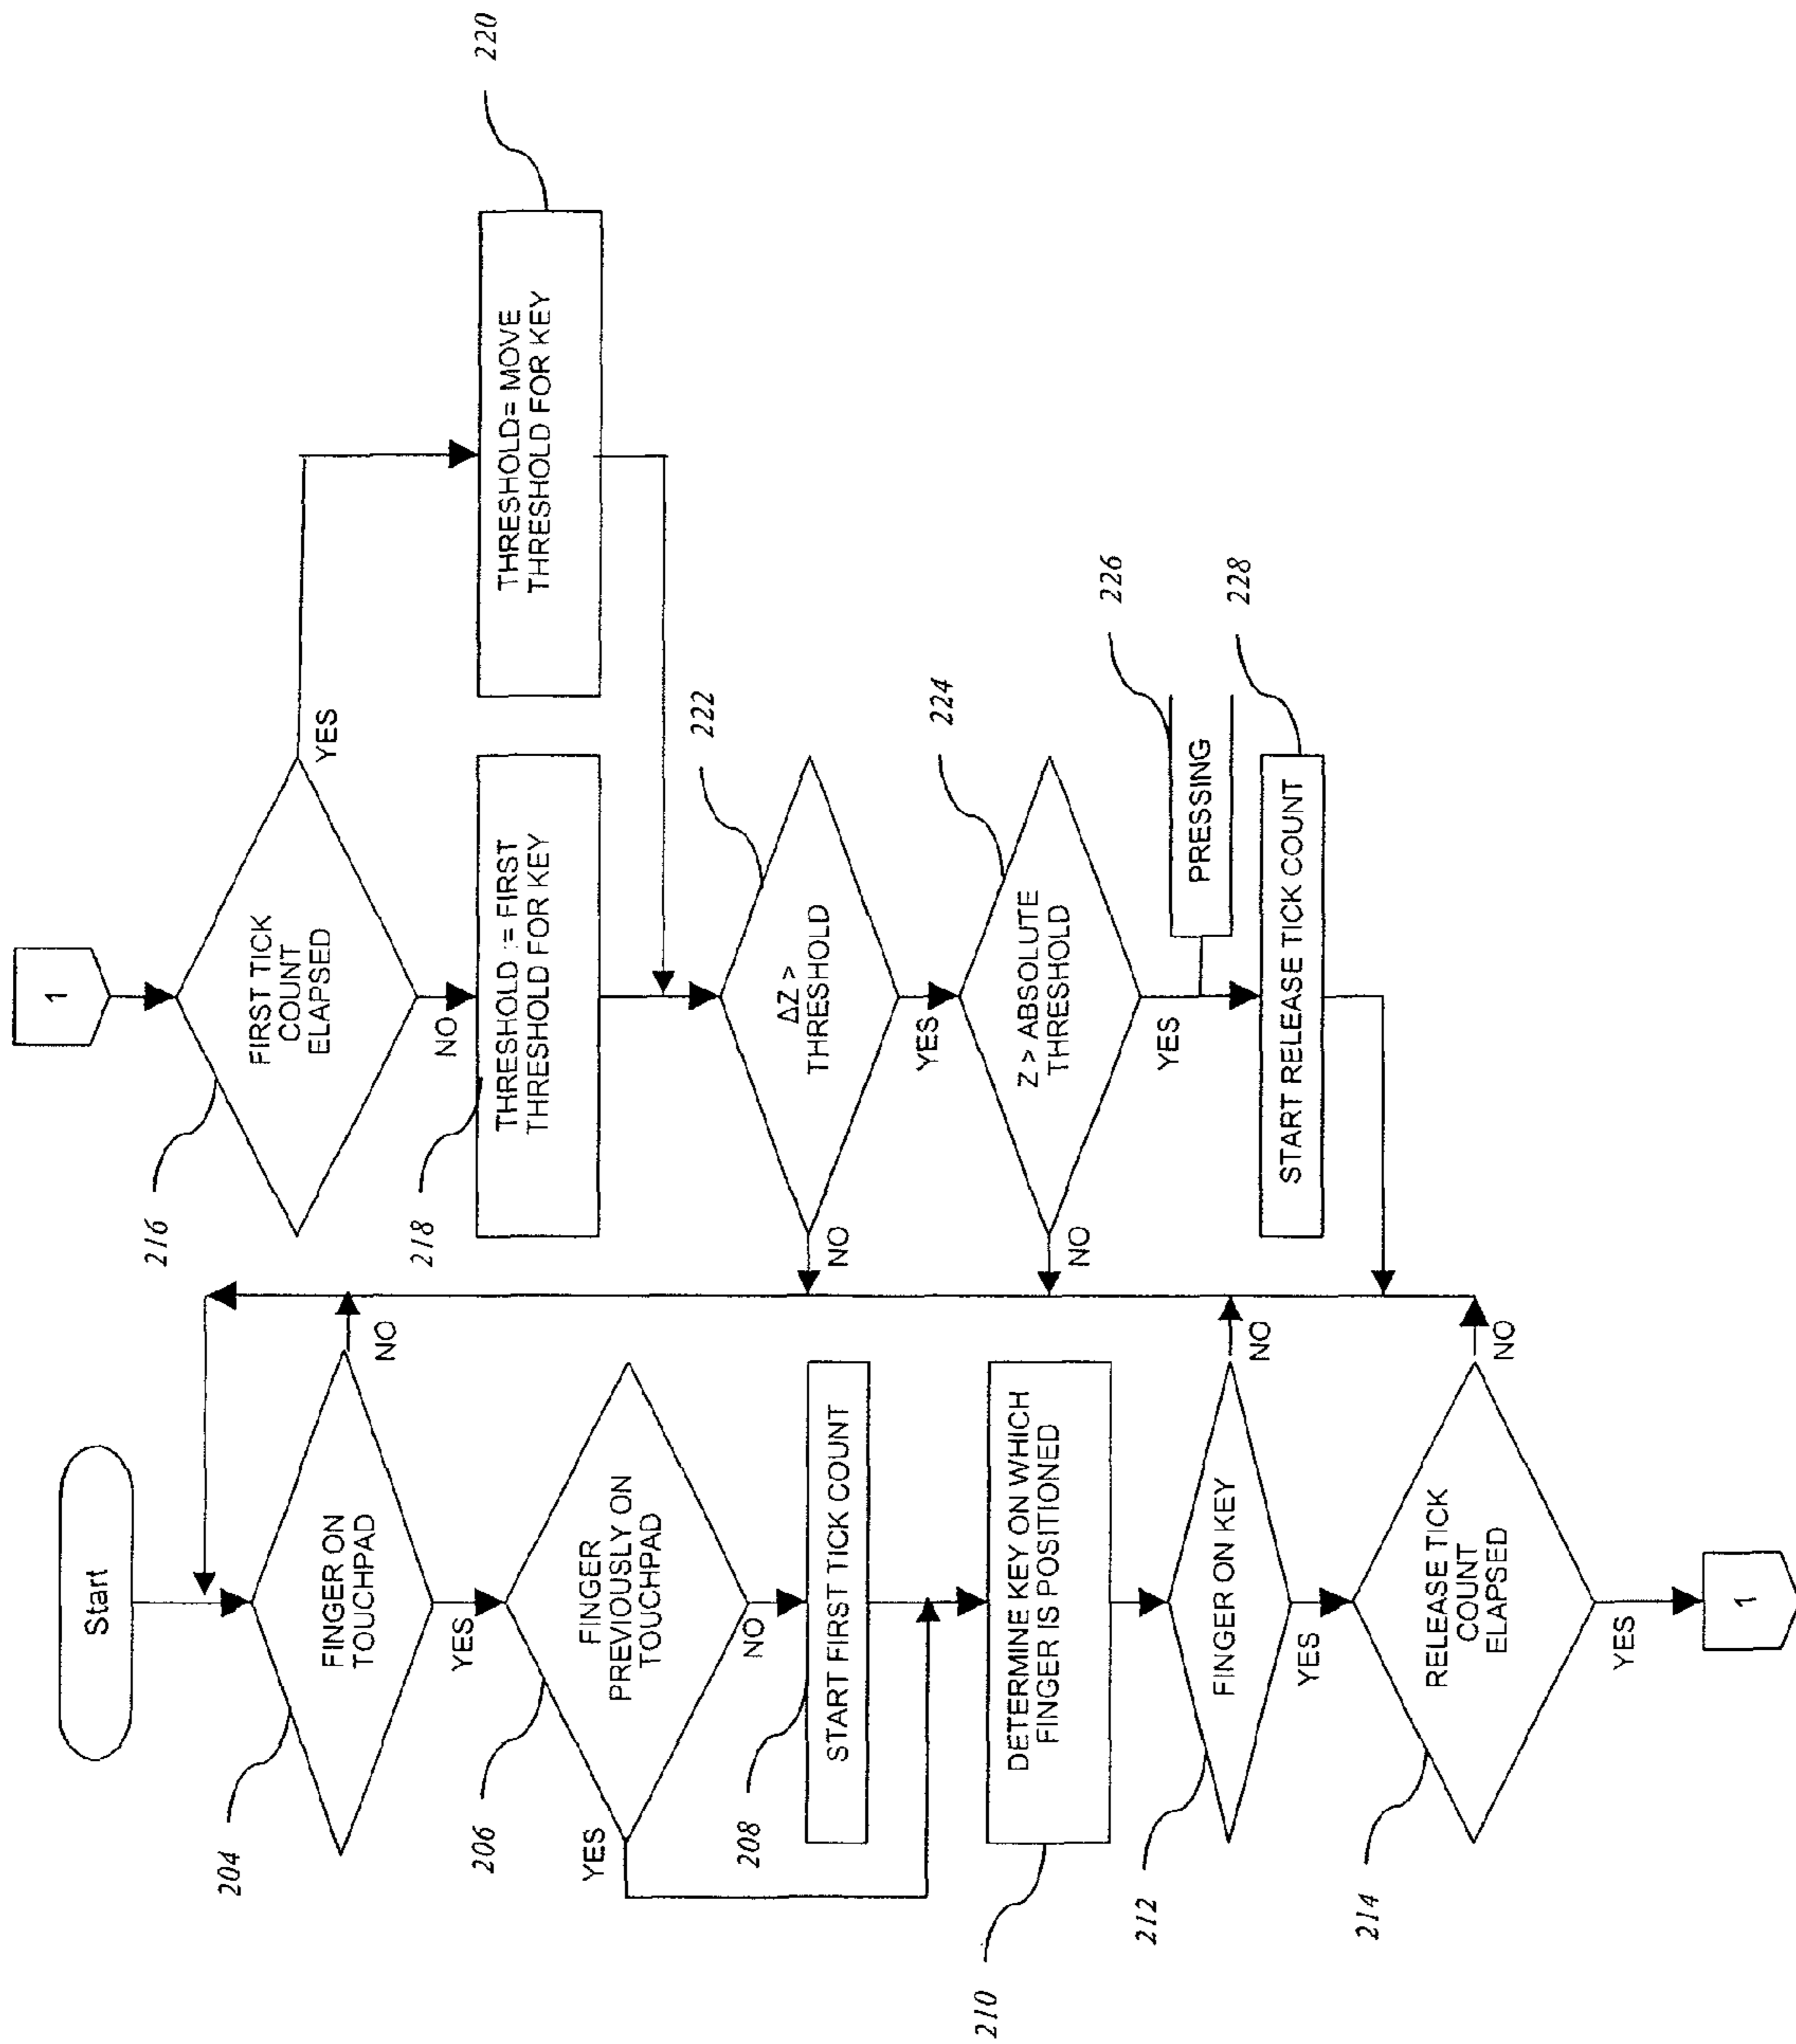 Start
204
FINGER ON
TOUCHPAD
NO
YES
206
FINGER
PREVIOUSLY ON
TOUCHPAD
YES
NO
208
START FIRST TICK COUNT
210
DETERMINE KEY ON WHICH
FINGER IS POSITIONED
212
FINGER ON KEY
NO
YES
214
RELEASE TICK
COUNT
ELAPSED
NO
YES
1
1
216
FIRST TICK
COUNT
ELAPSED
YES
NO
218
THRESHOLD := FIRST
THRESHOLD FOR KEY
220
THRESHOLD= MOVE
THRESHOLD FOR KEY
222
ΔZ >
THRESHOLD
NO
YES
224
Z > ABSOLUTE
THRESHOLD
NO
YES
226
PRESSING
228
START RELEASE TICK COUNT